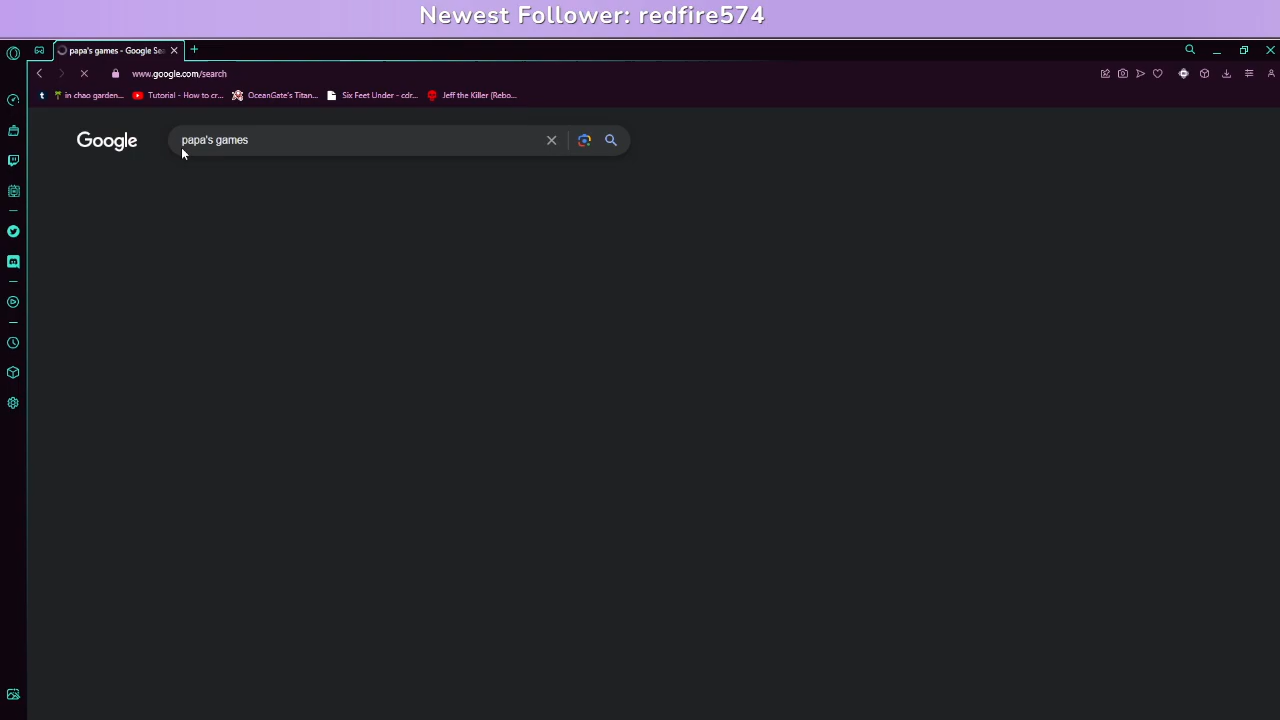 Newest Follower: redfire574
papa's games - Google Sea
www.google.com/search
in chao garden...
Tutorial - How to cr...
OceanGate's Titan...
Six Feet Under - cdr...
Jeff the Killer (Rebo...
Google
papa's games